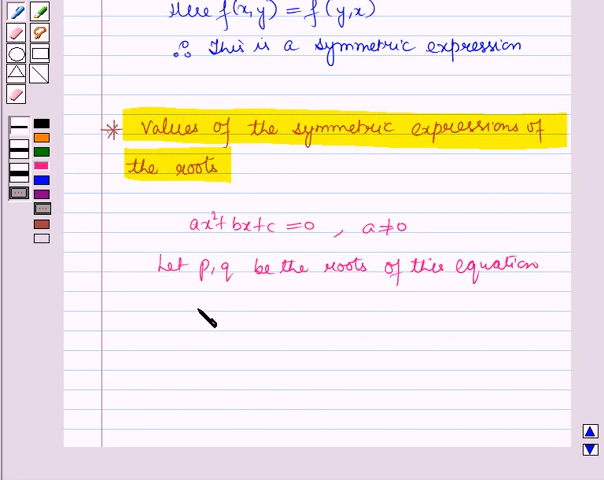 Here f(x,y) = f(y,x)
∴ This is a symmetric expression
* Values of the symmetric expressions of
the roots
ax²+bx+c =0 , a≠0
Let p,q be the roots of this equation